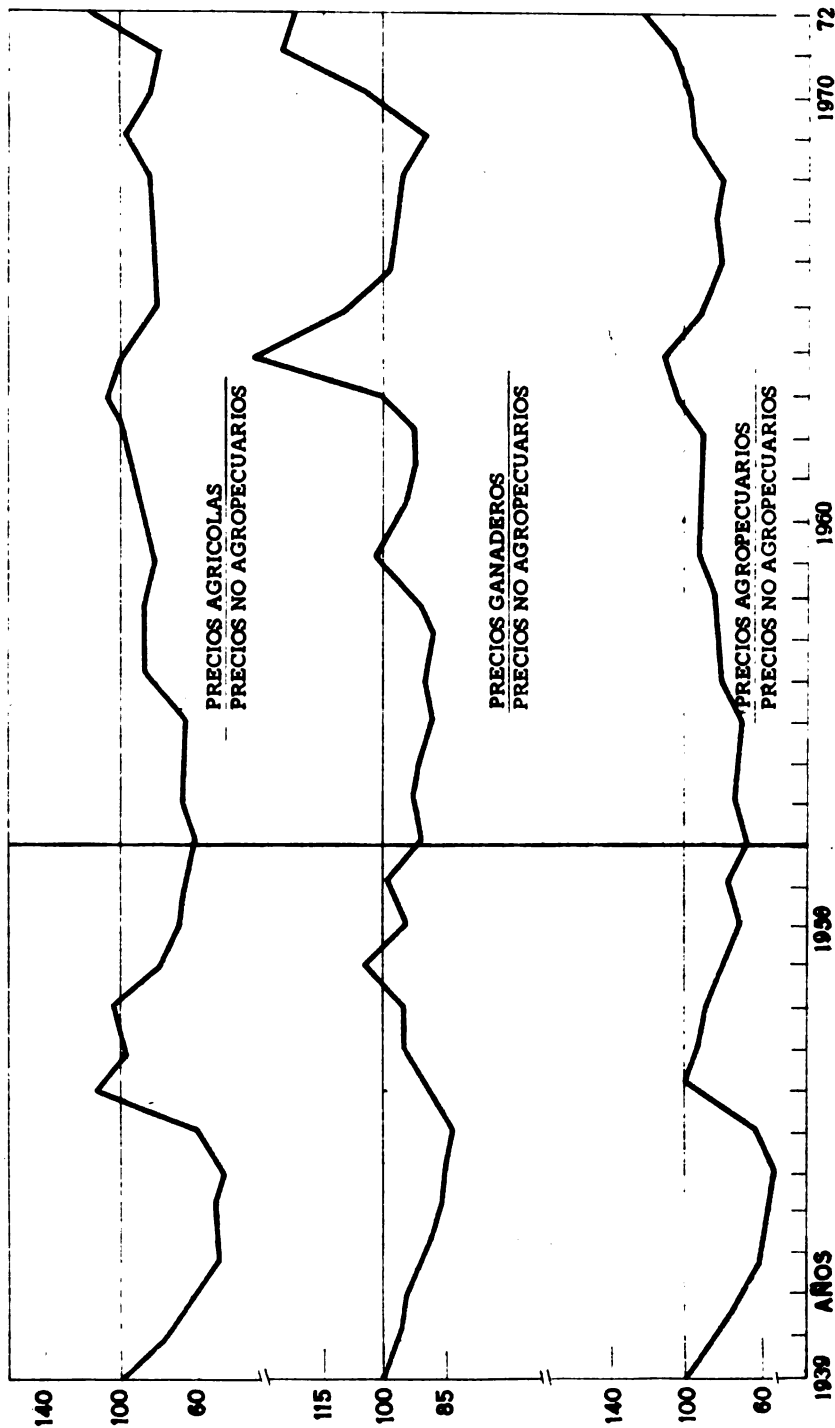 140
100
60
PRECIOS AGRICOLAS
PRECIOS NO AGROPECUARIOS
115
100
85
PRECIOS GANADEROS
PRECIOS NO AGROPECUARIOS
140
100
60
PRECIOS AGROPECUARIOS
PRECIOS NO AGROPECUARIOS
1939
AÑOS
1950
1960
1970
72